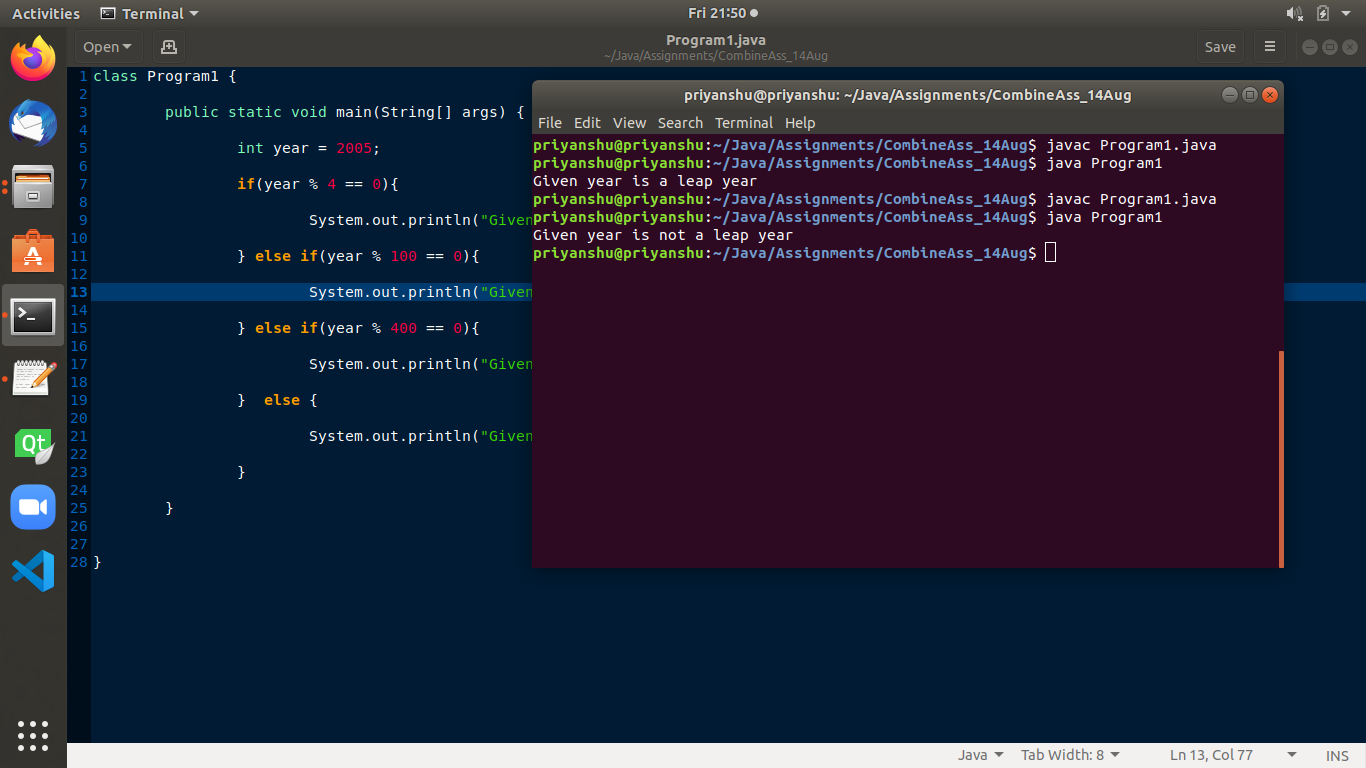 Activities Terminal Fri 21:50
Open Program1.java Save
~/Java/Assignments/CombineAss_14Aug
1 class Program1 {
2
3 public static void main(String[] args) {
4
5 int year = 2005;
6
7 if(year % 4 == 0){
8
9 System.out.println("Given
10
11 } else if(year % 100 == 0){
12
13 System.out.println("Given
14
15 } else if(year % 400 == 0){
16
17 System.out.println("Given
18
19 } else {
20
21 System.out.println("Given
22
23 }
24
25 }
26
27
28 }
priyanshu@priyanshu: ~/Java/Assignments/CombineAss_14Aug
File Edit View Search Terminal Help
priyanshu@priyanshu:~/Java/Assignments/CombineAss_14Aug$ javac Program1.java
priyanshu@priyanshu:~/Java/Assignments/CombineAss_14Aug$ java Program1
Given year is a leap year
priyanshu@priyanshu:~/Java/Assignments/CombineAss_14Aug$ javac Program1.java
priyanshu@priyanshu:~/Java/Assignments/CombineAss_14Aug$ java Program1
Given year is not a leap year
priyanshu@priyanshu:~/Java/Assignments/CombineAss_14Aug$
Qt
Java Tab Width: 8 Ln 13, Col 77 INS